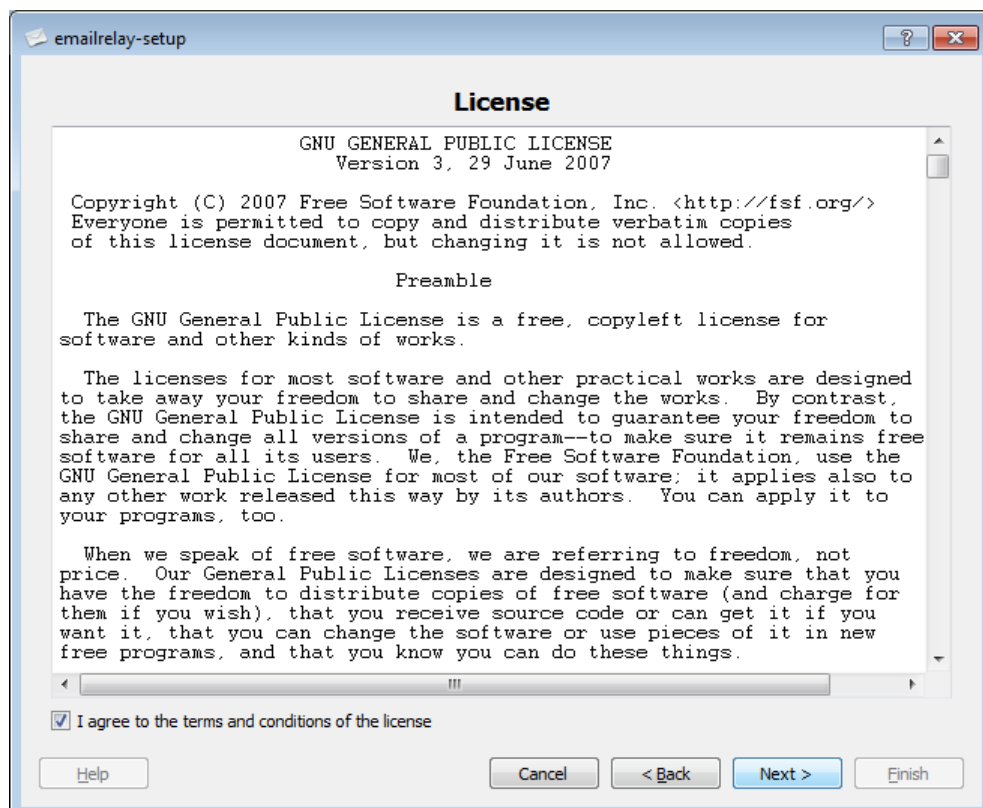 emailrelay-setup
License
GNU GENERAL PUBLIC LICENSE
Version 3, 29 June 2007
Copyright (C) 2007 Free Software Foundation, Inc. <http://fsf.org/>
Everyone is permitted to copy and distribute verbatim copies
of this license document, but changing it is not allowed.
Preamble
The GNU General Public License is a free, copyleft license for
software and other kinds of works.
The licenses for most software and other practical works are designed
to take away your freedom to share and change the works.  By contrast,
the GNU General Public License is intended to guarantee your freedom to
share and change all versions of a program--to make sure it remains free
software for all its users.  We, the Free Software Foundation, use the
GNU General Public License for most of our software; it applies also to
any other work released this way by its authors.  You can apply it to
your programs, too.
When we speak of free software, we are referring to freedom, not
price.  Our General Public Licenses are designed to make sure that you
have the freedom to distribute copies of free software (and charge for
them if you wish), that you receive source code or can get it if you
want it, that you can change the software or use pieces of it in new
free programs, and that you know you can do these things.
I agree to the terms and conditions of the license
Help Cancel < Back Next > Finish